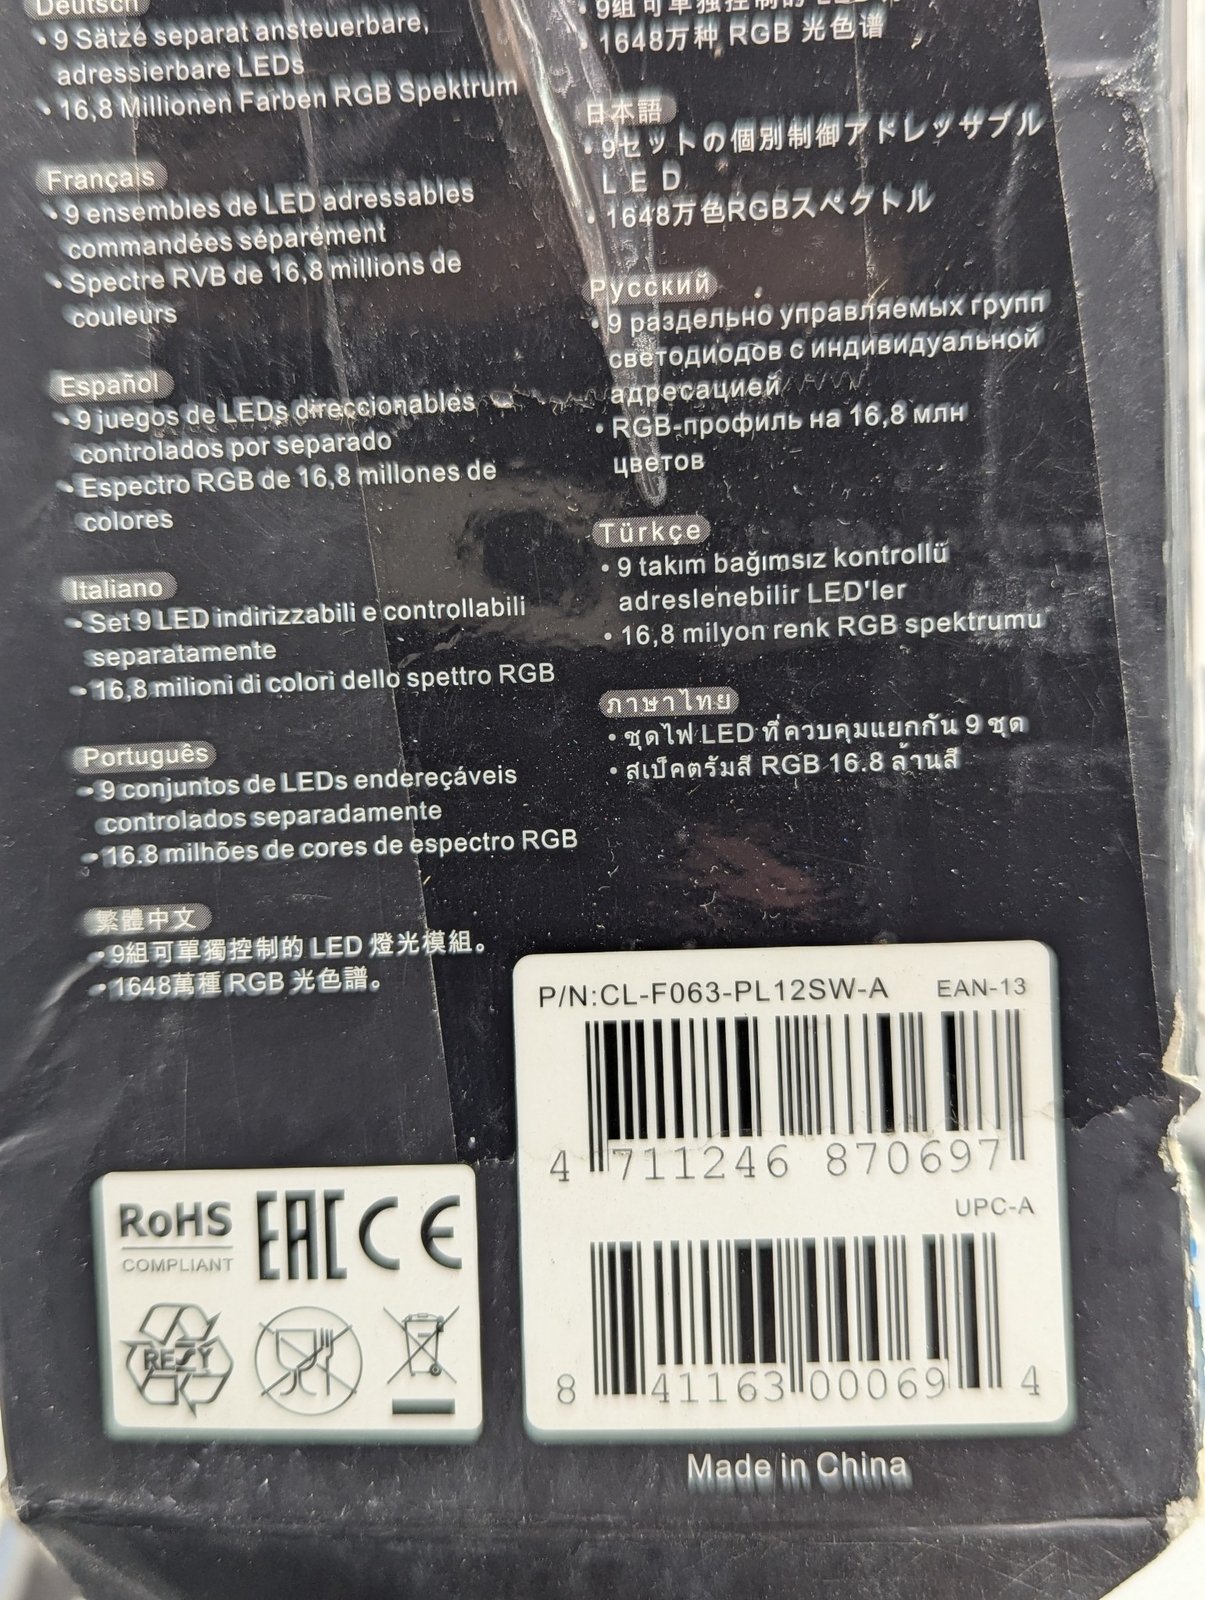 Deutsch
• 9 Sätze separat ansteuerbare,
adressierbare LEDs
• 16,8 Millionen Farben RGB Spektrum
Français
• 9 ensembles de LED adressables
commandées séparément
• Spectre RVB de 16,8 millions de
couleurs
Español
• 9 juegos de LEDs direccionables
controlados por separado
• Espectro RGB de 16,8 millones de
colores
Italiano
• Set 9 LED indirizzabili e controllabili
separatamente
• 16,8 milioni di colori dello spettro RGB
Português
• 9 conjuntos de LEDs endereçáveis
controlados separadamente
• 16.8 milhões de cores de espectro RGB
繁體中文
• 9組可單獨控制的 LED 燈光模組。
• 1648萬種 RGB 光色譜。
• 9组可单独控制的
• 1648万种 RGB 光色谱
日本語
• 9セットの個別制御アドレッサブル
LED
• 1648万色RGBスペクトル
Русский
• 9 раздельно управляемых групп
светодиодов с индивидуальной
адресацией
• RGB-профиль на 16,8 млн
цветов
Türkçe
• 9 takım bağımsız kontrollü
adreslenebilir LED'ler
• 16,8 milyon renk RGB spektrumu
ภาษาไทย
• ชุดไฟ LED ที่ควบคุมแยกกัน 9 ชุด
• สเป็คตรัมสี RGB 16.8 ล้านสี
P/N:CL-F063-PL12SW-A EAN-13
4 711246 870697
UPC-A
8 41163 00069 4
Made in China
RoHS
COMPLIANT
EAC CE
REZY